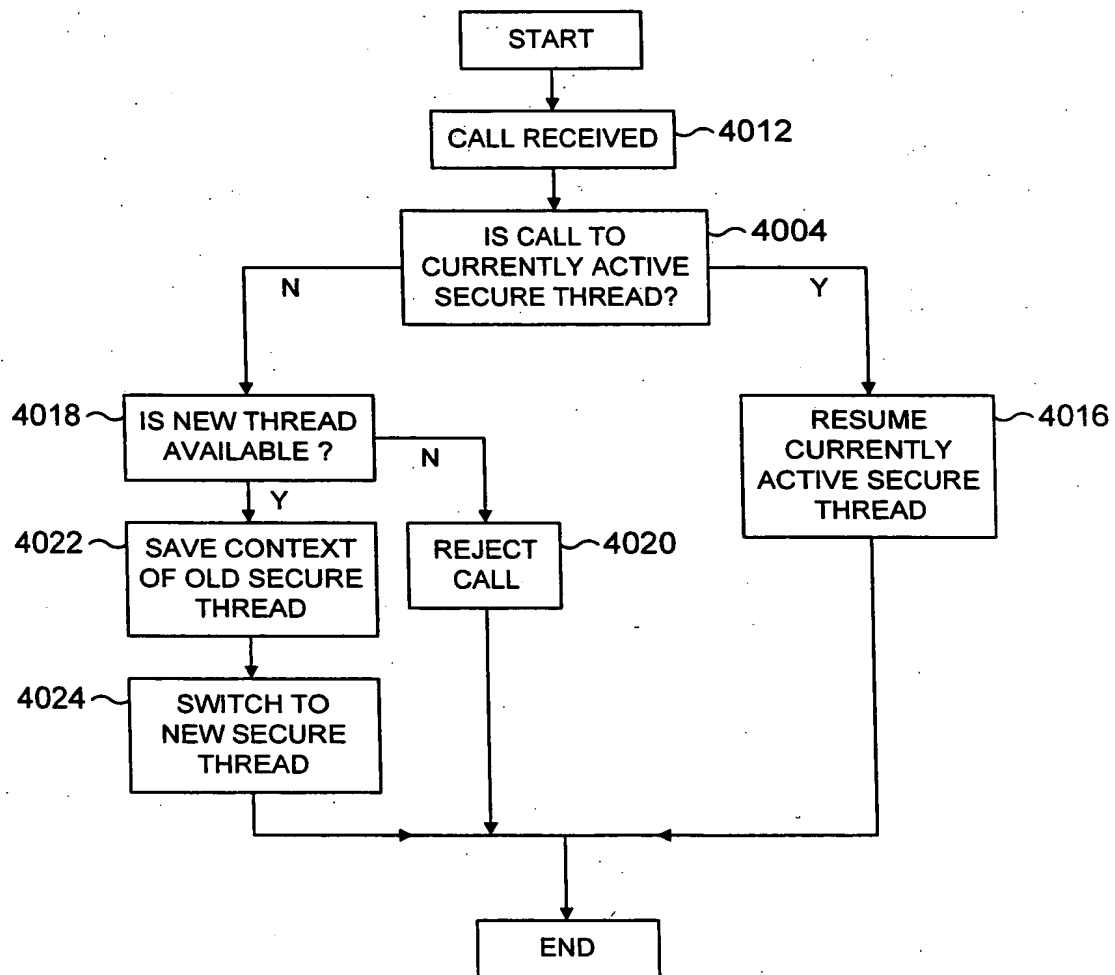 START
CALL RECEIVED
4012
IS CALL TO
CURRENTLY ACTIVE
SECURE THREAD?
4004
N
Y
4018
IS NEW THREAD
AVAILABLE ?
N
Y
RESUME
CURRENTLY
ACTIVE SECURE
THREAD
4016
4022
SAVE CONTEXT
OF OLD SECURE
THREAD
REJECT
CALL
4020
4024
SWITCH TO
NEW SECURE
THREAD
END